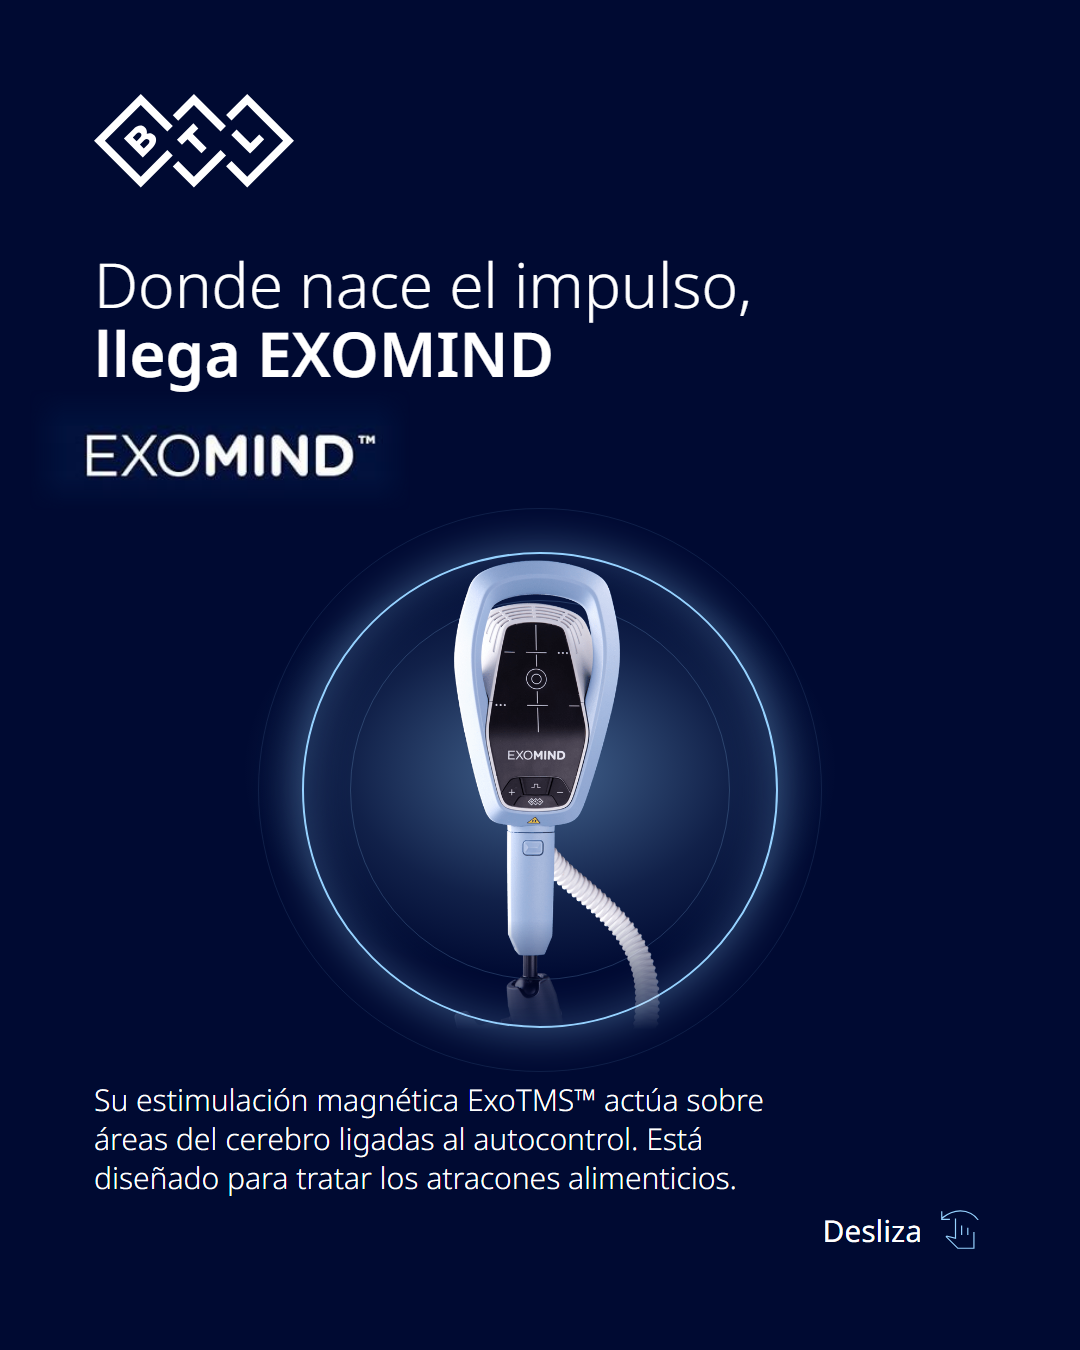 BTL
Donde nace el impulso,
llega EXOMIND
EXOMIND™
EXOMIND
Su estimulación magnética ExoTMS™ actúa sobre
áreas del cerebro ligadas al autocontrol. Está
diseñado para tratar los atracones alimenticios.
Desliza